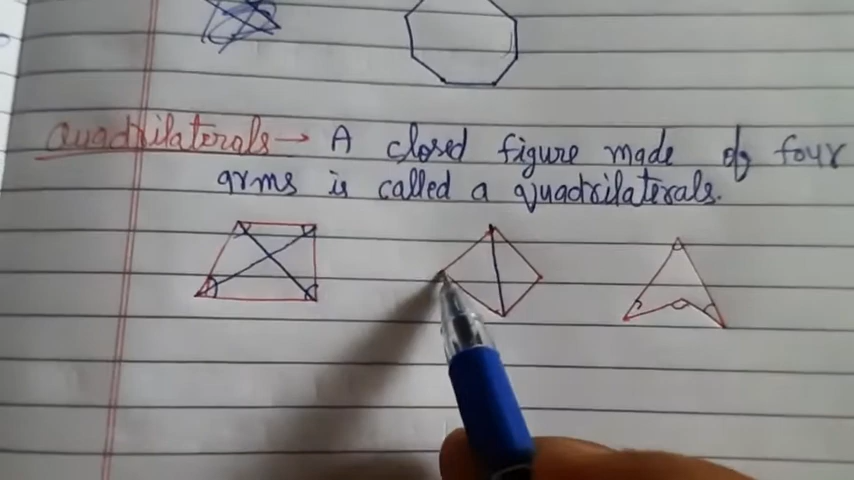 Quadrilaterals → A closed figure made of four
arms is called a quadrilaterals.